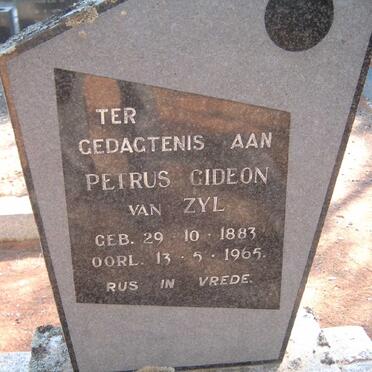 TER
GEDAGTENIS AAN
PETRUS GIDEON
VAN ZYL
GEB. 29 · 10 · 1883
OORL. 13 · 5 · 1965.
RUS IN VREDE.